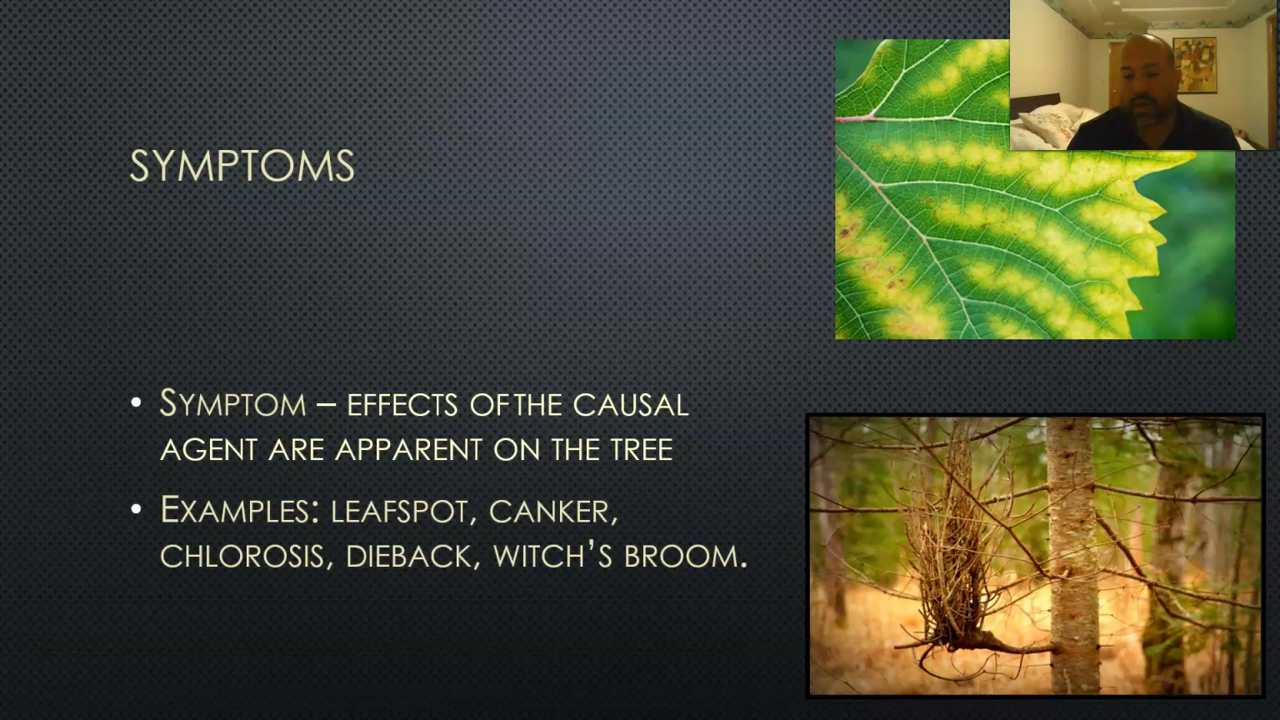 SYMPTOMS
• SYMPTOM – EFFECTS OF THE CAUSAL
AGENT ARE APPARENT ON THE TREE
• EXAMPLES: LEAFSPOT, CANKER,
CHLOROSIS, DIEBACK, WITCH’S BROOM.